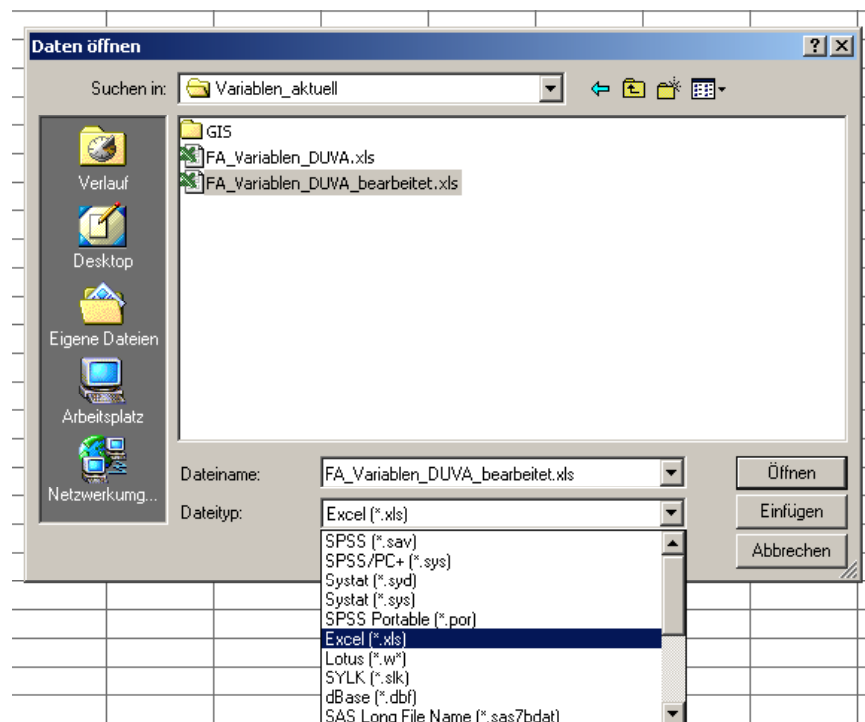 Daten öffnen
Suchen in:
Variablen_aktuell
GIS
FA_Variablen_DUVA.xls
FA_Variablen_DUVA_bearbeitet.xls
Verlauf
Desktop
Eigene Dateien
Arbeitsplatz
Netzwerkumg...
Dateiname:
FA_Variablen_DUVA_bearbeitet.xls
Öffnen
Dateityp:
Excel (*.xls)
Einfügen
Abbrechen
SPSS (*.sav)
SPSS/PC+ (*.sys)
Systat (*.syd)
Systat (*.sys)
SPSS Portable (*.por)
Excel (*.xls)
Lotus (*.w*)
SYLK (*.slk)
dBase (*.dbf)
SAS Long File Name (*.sas7bdat)